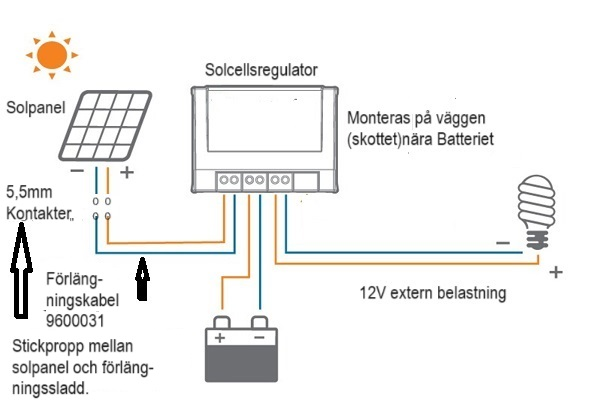 Solcellsregulator
Solpanel
Monteras på väggen
(skottet)nära Batteriet
− +
5,5mm
Kontakter,,
Förläng-
ningskabel
9600031
−
+
12V extern belastning
+ −
Stickpropp mellan
solpanel och förläng-
ningssladd.